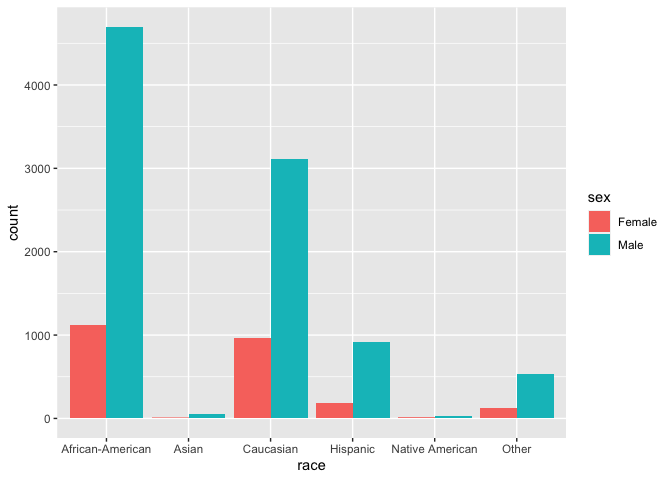 4000
3000
2000
1000
0
count
African-American Asian Caucasian Hispanic Native American Other
race
sex
Female
Male